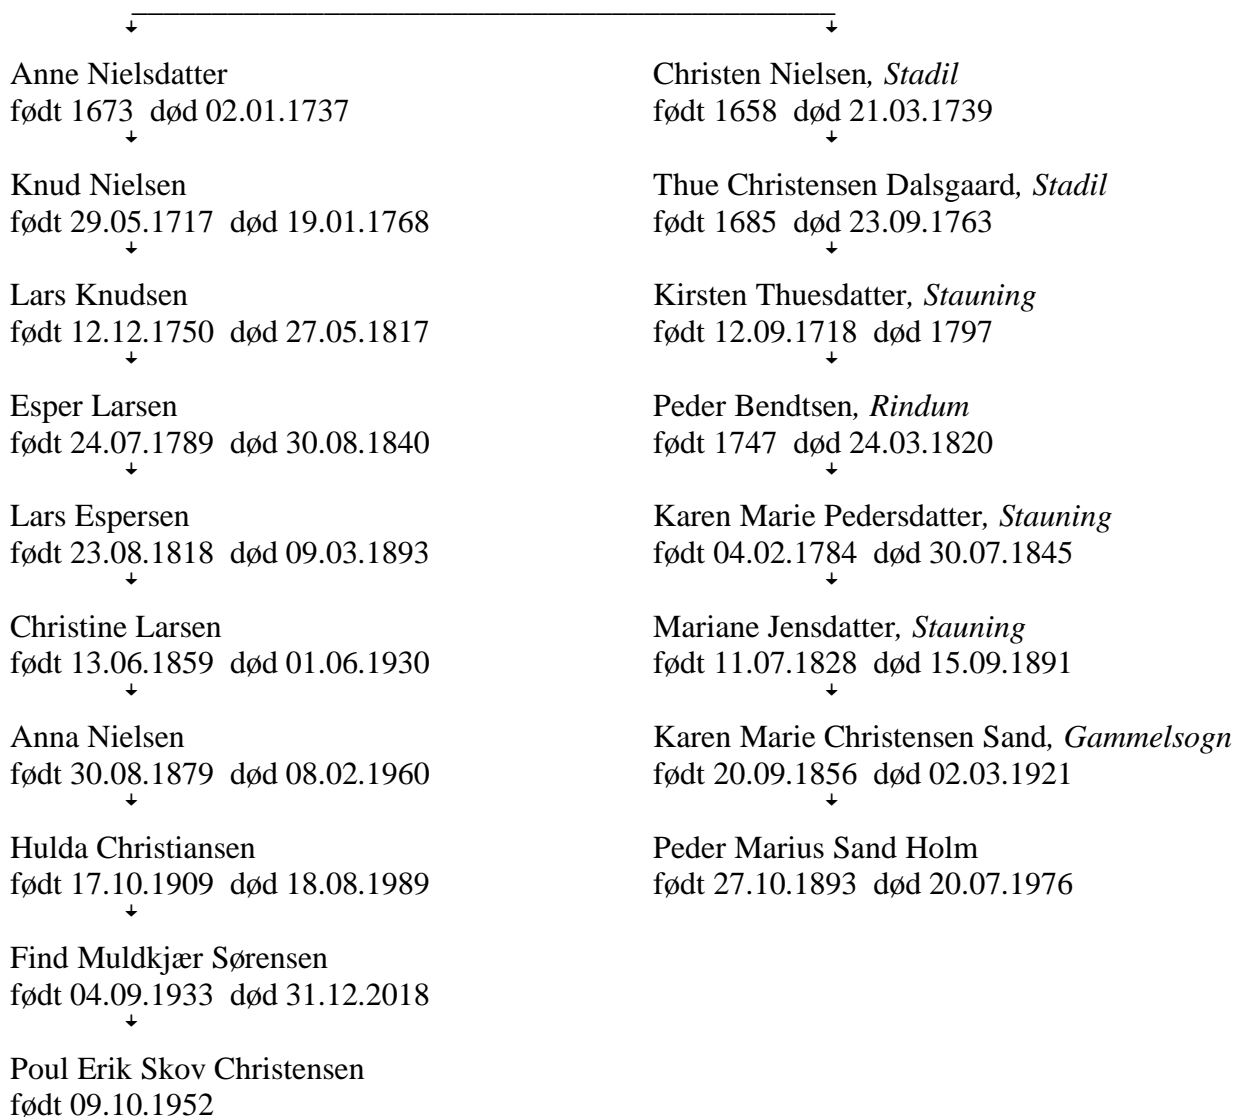 Anne Nielsdatter
født 1673  død 02.01.1737
Knud Nielsen
født 29.05.1717  død 19.01.1768
Lars Knudsen
født 12.12.1750  død 27.05.1817
Esper Larsen
født 24.07.1789  død 30.08.1840
Lars Espersen
født 23.08.1818  død 09.03.1893
Christine Larsen
født 13.06.1859  død 01.06.1930
Anna Nielsen
født 30.08.1879  død 08.02.1960
Hulda Christiansen
født 17.10.1909  død 18.08.1989
Find Muldkjær Sørensen
født 04.09.1933  død 31.12.2018
Poul Erik Skov Christensen
født 09.10.1952
Christen Nielsen, Stadil
født 1658  død 21.03.1739
Thue Christensen Dalsgaard, Stadil
født 1685  død 23.09.1763
Kirsten Thuesdatter, Stauning
født 12.09.1718  død 1797
Peder Bendtsen, Rindum
født 1747  død 24.03.1820
Karen Marie Pedersdatter, Stauning
født 04.02.1784  død 30.07.1845
Mariane Jensdatter, Stauning
født 11.07.1828  død 15.09.1891
Karen Marie Christensen Sand, Gammelsogn
født 20.09.1856  død 02.03.1921
Peder Marius Sand Holm
født 27.10.1893  død 20.07.1976